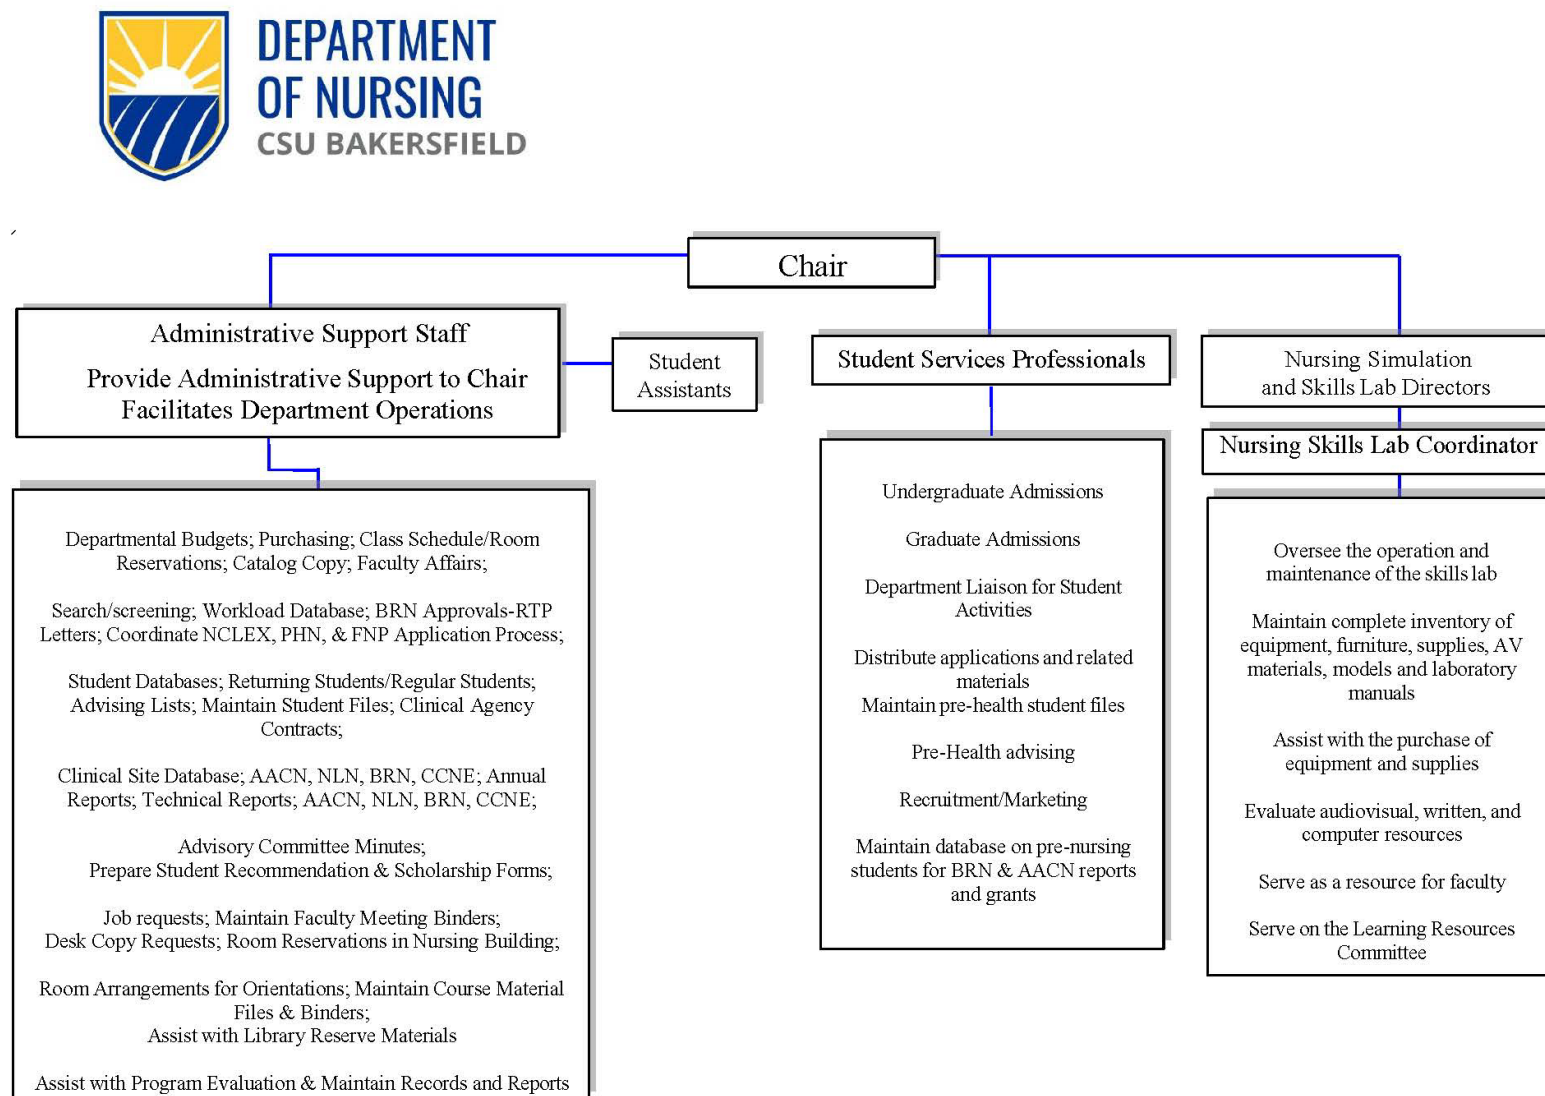 DEPARTMENT
OF NURSING
CSU BAKERSFIELD
Chair
Administrative Support Staff
Provide Administrative Support to Chair
Facilitates Department Operations
Student
Assistants
Student Services Professionals
Nursing Simulation
and Skills Lab Directors
Nursing Skills Lab Coordinator
Departmental Budgets; Purchasing; Class Schedule/Room
Reservations; Catalog Copy; Faculty Affairs;
Search/screening; Workload Database; BRN Approvals-RTP
Letters; Coordinate NCLEX, PHN, & FNP Application Process;
Student Databases; Returning Students/Regular Students;
Advising Lists; Maintain Student Files; Clinical Agency
Contracts;
Clinical Site Database; AACN, NLN, BRN, CCNE; Annual
Reports; Technical Reports; AACN, NLN, BRN, CCNE;
Advisory Committee Minutes;
Prepare Student Recommendation & Scholarship Forms;
Job requests; Maintain Faculty Meeting Binders;
Desk Copy Requests; Room Reservations in Nursing Building;
Room Arrangements for Orientations; Maintain Course Material
Files & Binders;
Assist with Library Reserve Materials
Assist with Program Evaluation & Maintain Records and Reports
Undergraduate Admissions
Graduate Admissions
Department Liaison for Student
Activities
Distribute applications and related
materials
Maintain pre-health student files
Pre-Health advising
Recruitment/Marketing
Maintain database on pre-nursing
students for BRN & AACN reports
and grants
Oversee the operation and
maintenance of the skills lab
Maintain complete inventory of
equipment, furniture, supplies, AV
materials, models and laboratory
manuals
Assist with the purchase of
equipment and supplies
Evaluate audiovisual, written, and
computer resources
Serve as a resource for faculty
Serve on the Learning Resources
Committee